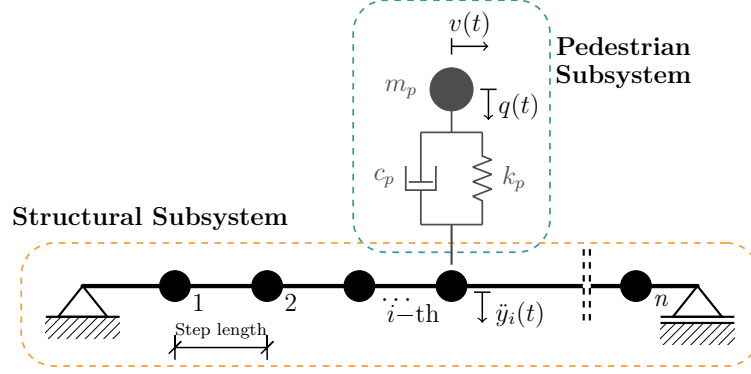 v(t)
Pedestrian
Subsystem
m_p
q(t)
c_p
k_p
Structural Subsystem
1
2
...
i−th
ÿ_i(t)
n
Step length